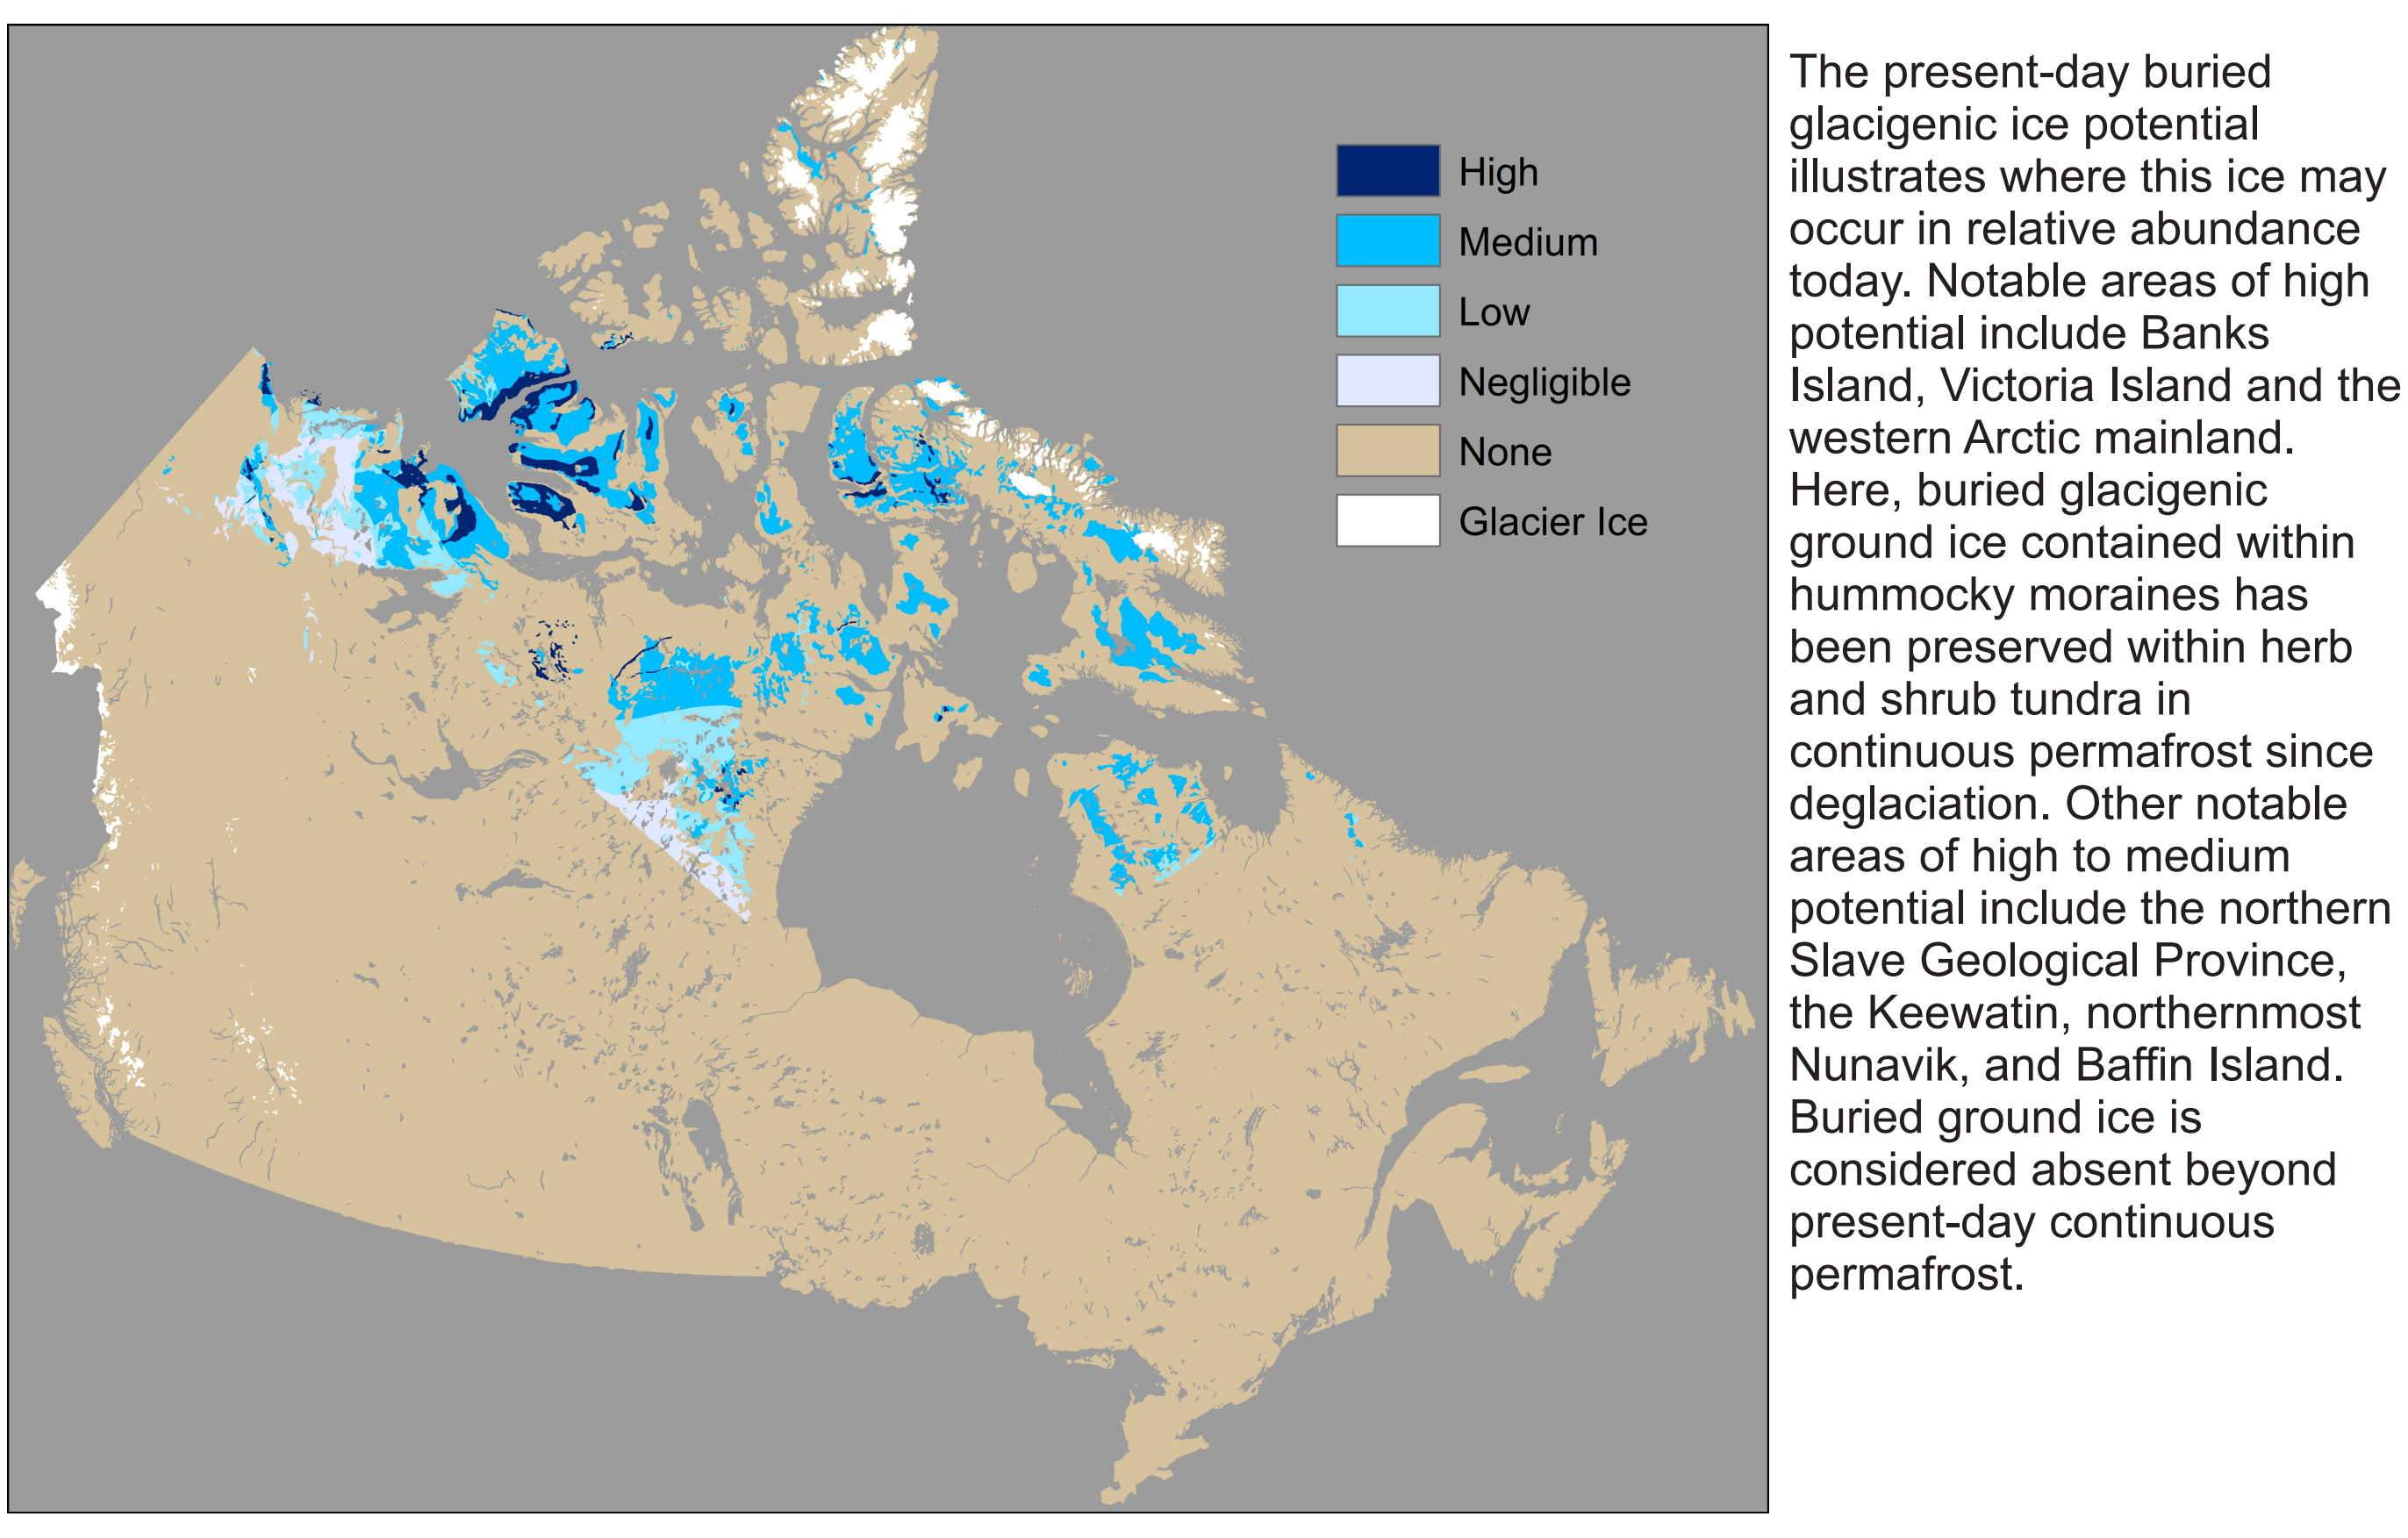 High
Medium
Low
Negligible
None
Glacier Ice
The present-day buried
glacigenic ice potential
illustrates where this ice may
occur in relative abundance
today. Notable areas of high
potential include Banks
Island, Victoria Island and the
western Arctic mainland.
Here, buried glacigenic
ground ice contained within
hummocky moraines has
been preserved within herb
and shrub tundra in
continuous permafrost since
deglaciation. Other notable
areas of high to medium
potential include the northern
Slave Geological Province,
the Keewatin, northernmost
Nunavik, and Baffin Island.
Buried ground ice is
considered absent beyond
present-day continuous
permafrost.